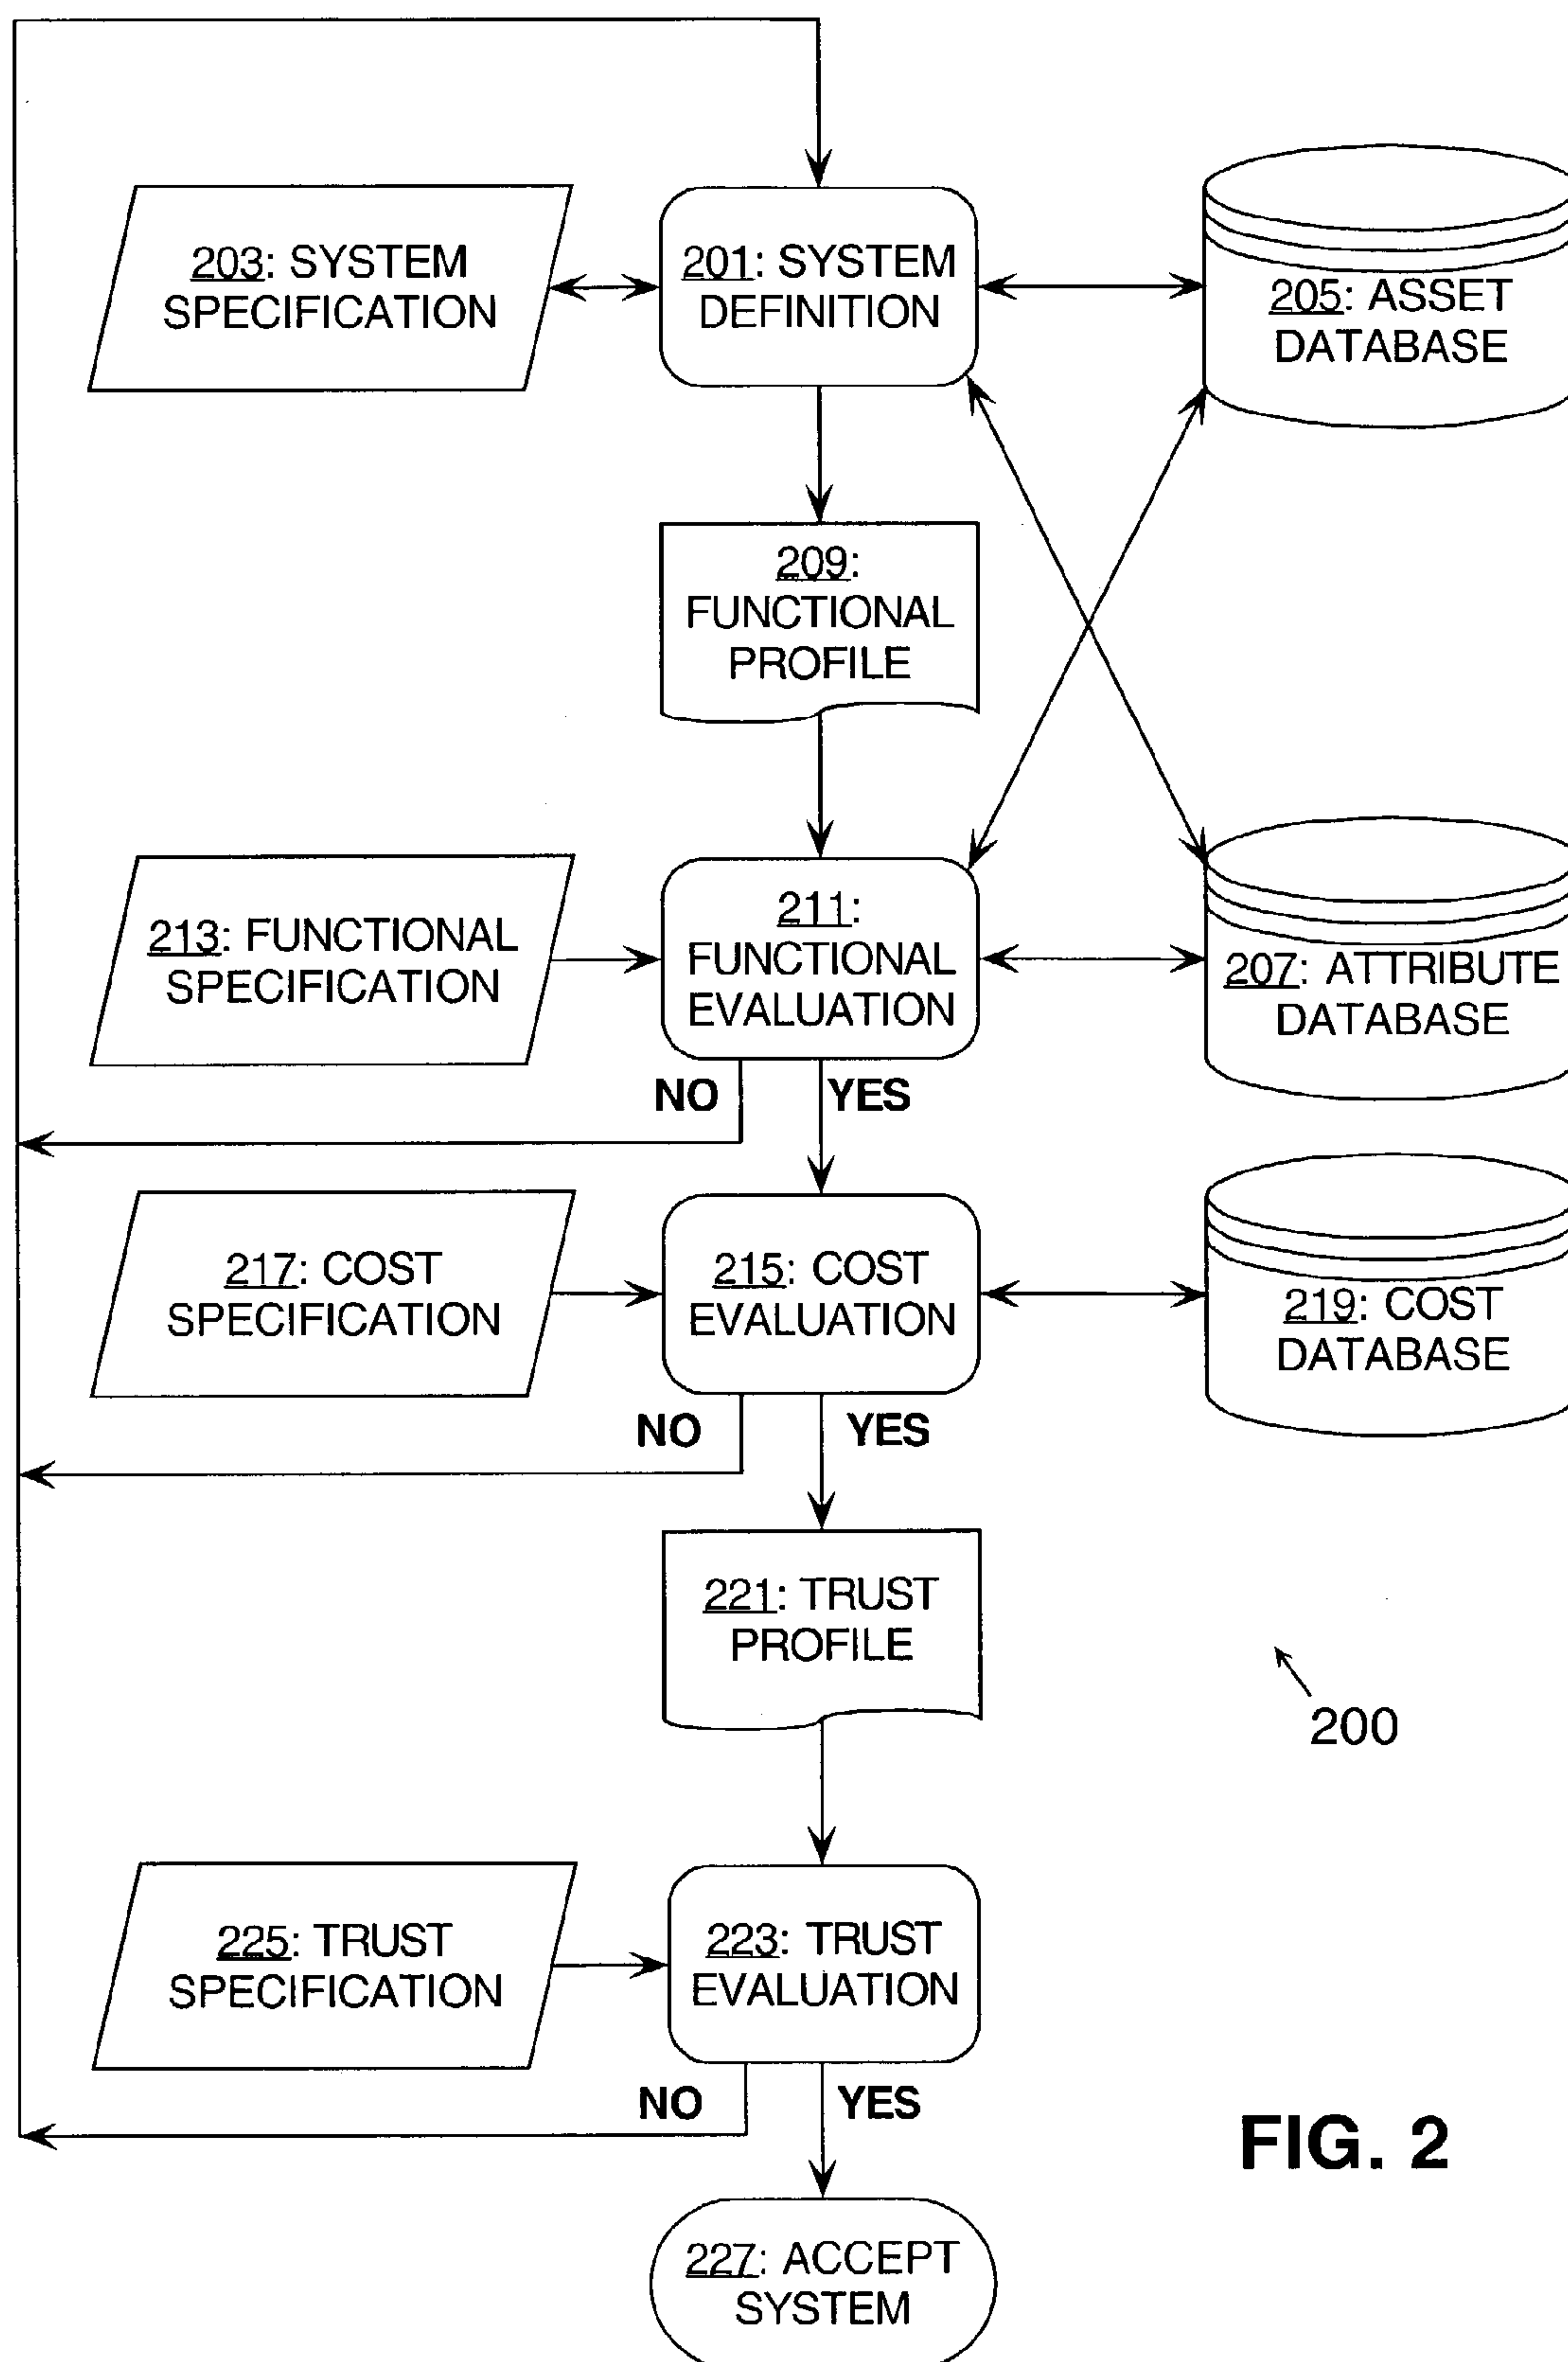 203: SYSTEM
SPECIFICATION
201: SYSTEM
DEFINITION
205: ASSET
DATABASE
209:
FUNCTIONAL
PROFILE
213: FUNCTIONAL
SPECIFICATION
211:
FUNCTIONAL
EVALUATION
207: ATTRIBUTE
DATABASE
NO
YES
217: COST
SPECIFICATION
215: COST
EVALUATION
219: COST
DATABASE
NO
YES
221: TRUST
PROFILE
200
225: TRUST
SPECIFICATION
223: TRUST
EVALUATION
NO
YES
FIG. 2
227: ACCEPT
SYSTEM